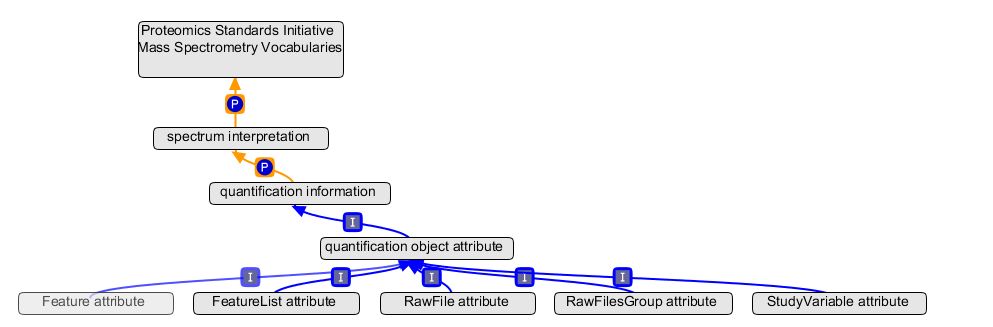 Proteomics Standards Initiative
Mass Spectrometry Vocabularies
P
spectrum interpretation
P
quantification information
I
quantification object attribute
I I I I I
Feature attribute FeatureList attribute RawFile attribute RawFilesGroup attribute StudyVariable attribute